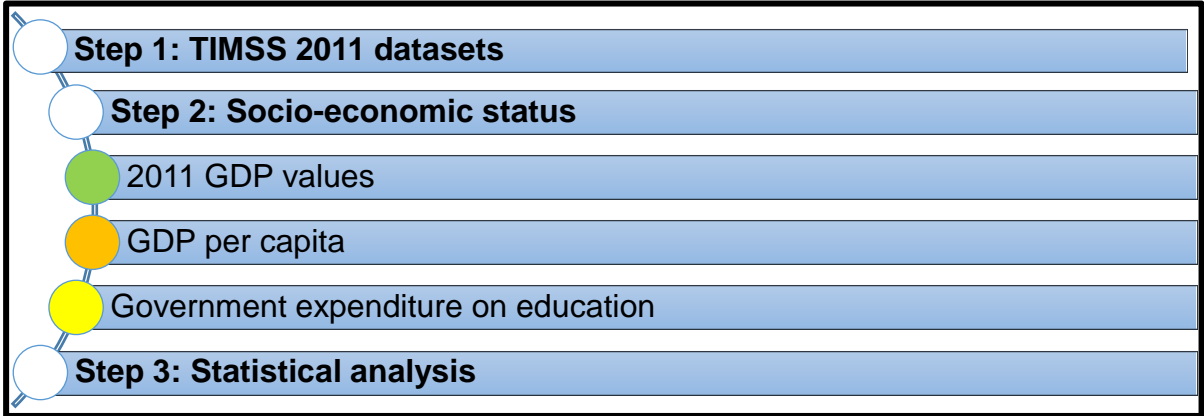 Step 1: TIMSS 2011 datasets
Step 2: Socio-economic status
2011 GDP values
GDP per capita
Government expenditure on education
Step 3: Statistical analysis